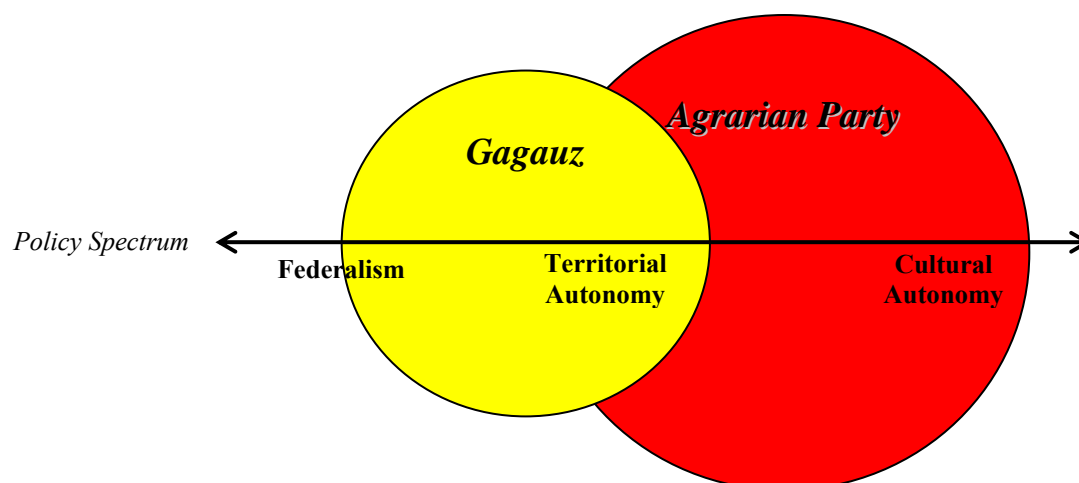 Agrarian Party
Gagauz
Policy Spectrum
Federalism
Territorial
Autonomy
Cultural
Autonomy